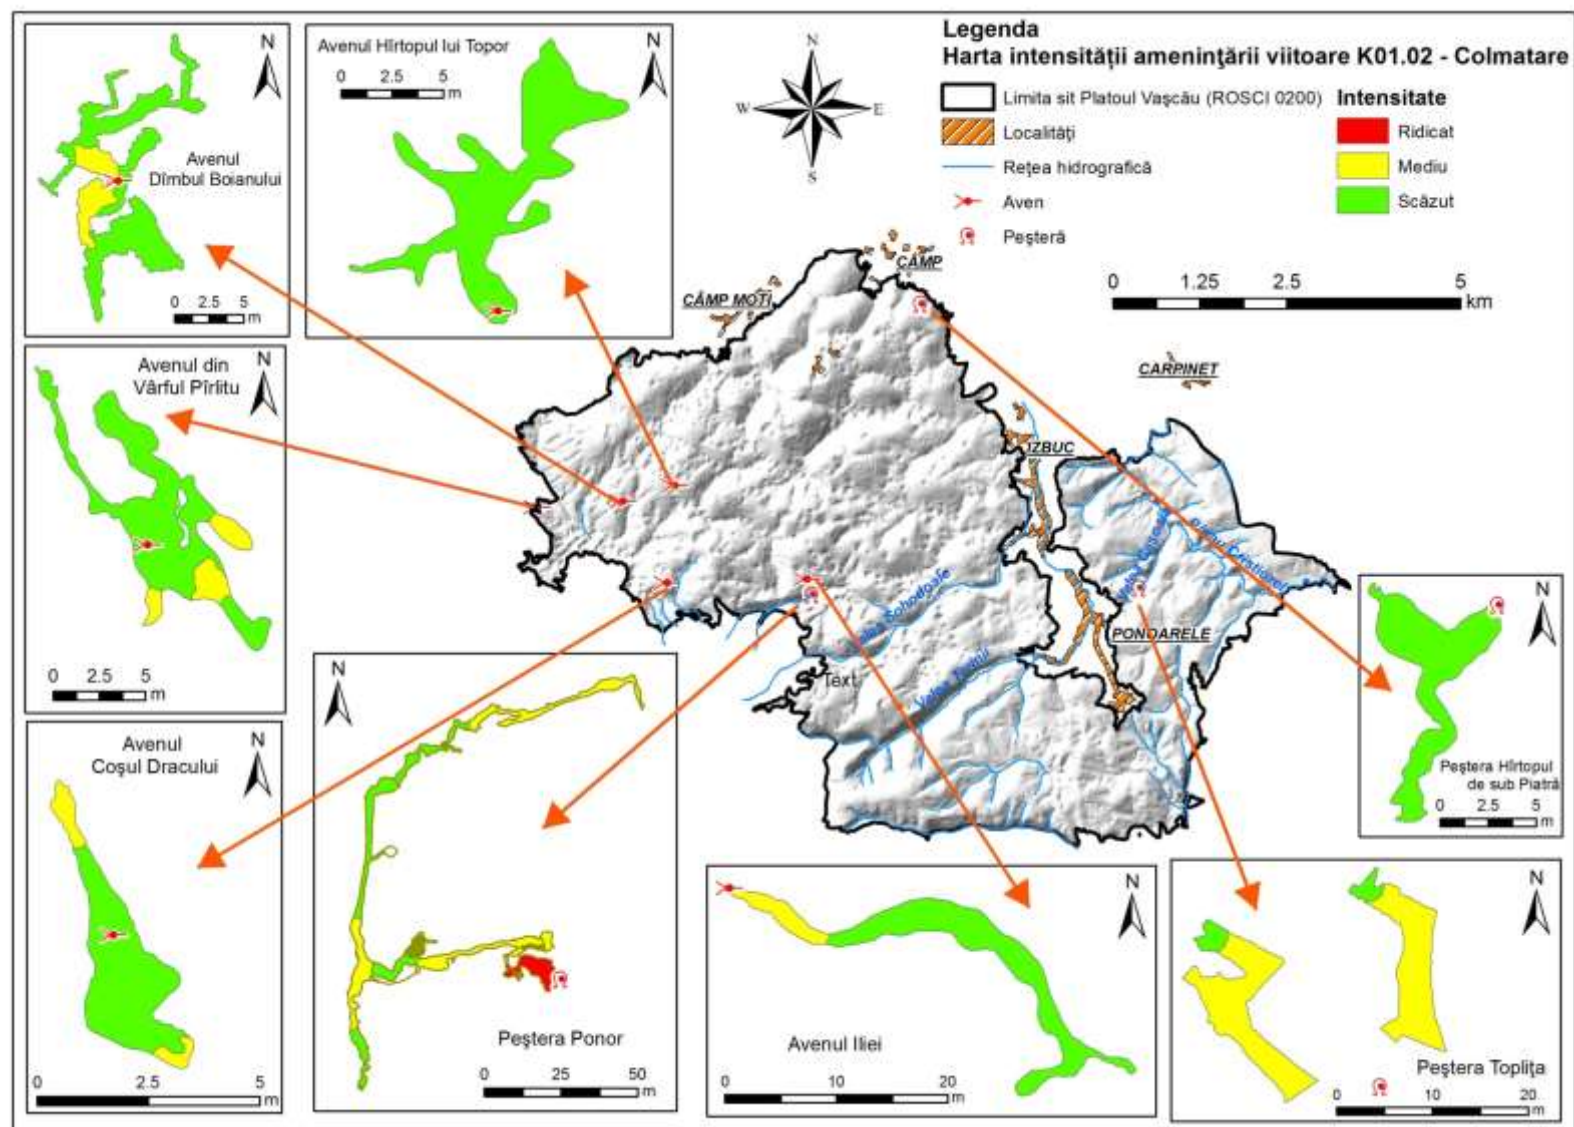 Legenda
Harta intensității amenințării viitoare K01.02 - Colmatare
Limita sit Platoul Vașcău (ROSCI 0200)
Localități
Rețea hidrografică
Aven
Peșteră
Intensitate
Ridicat
Mediu
Scăzut
N
W
E
S
0 1.25 2.5 5
km
N
Avenul
Dîmbul Boianului
0 2.5 5
m
Avenul Hîrtopul lui Topor
N
0 2.5 5
m
Avenul din
Vârful Pîrlitu
N
0 2.5 5
m
Avenul
Coșul Dracului
N
0 2.5 5
m
N
Peștera Ponor
0 25 50
m
N
Avenul Iliei
0 10 20
m
N
Peștera Toplița
0 10 20
m
N
Peștera Hîrtopul
de sub Piatră
0 2.5 5
m
CÂMP
CÂMP MOȚI
CARPINET
IZBUC
PONOARELE
Valea Sohodoale
Valea Tisnii
Text